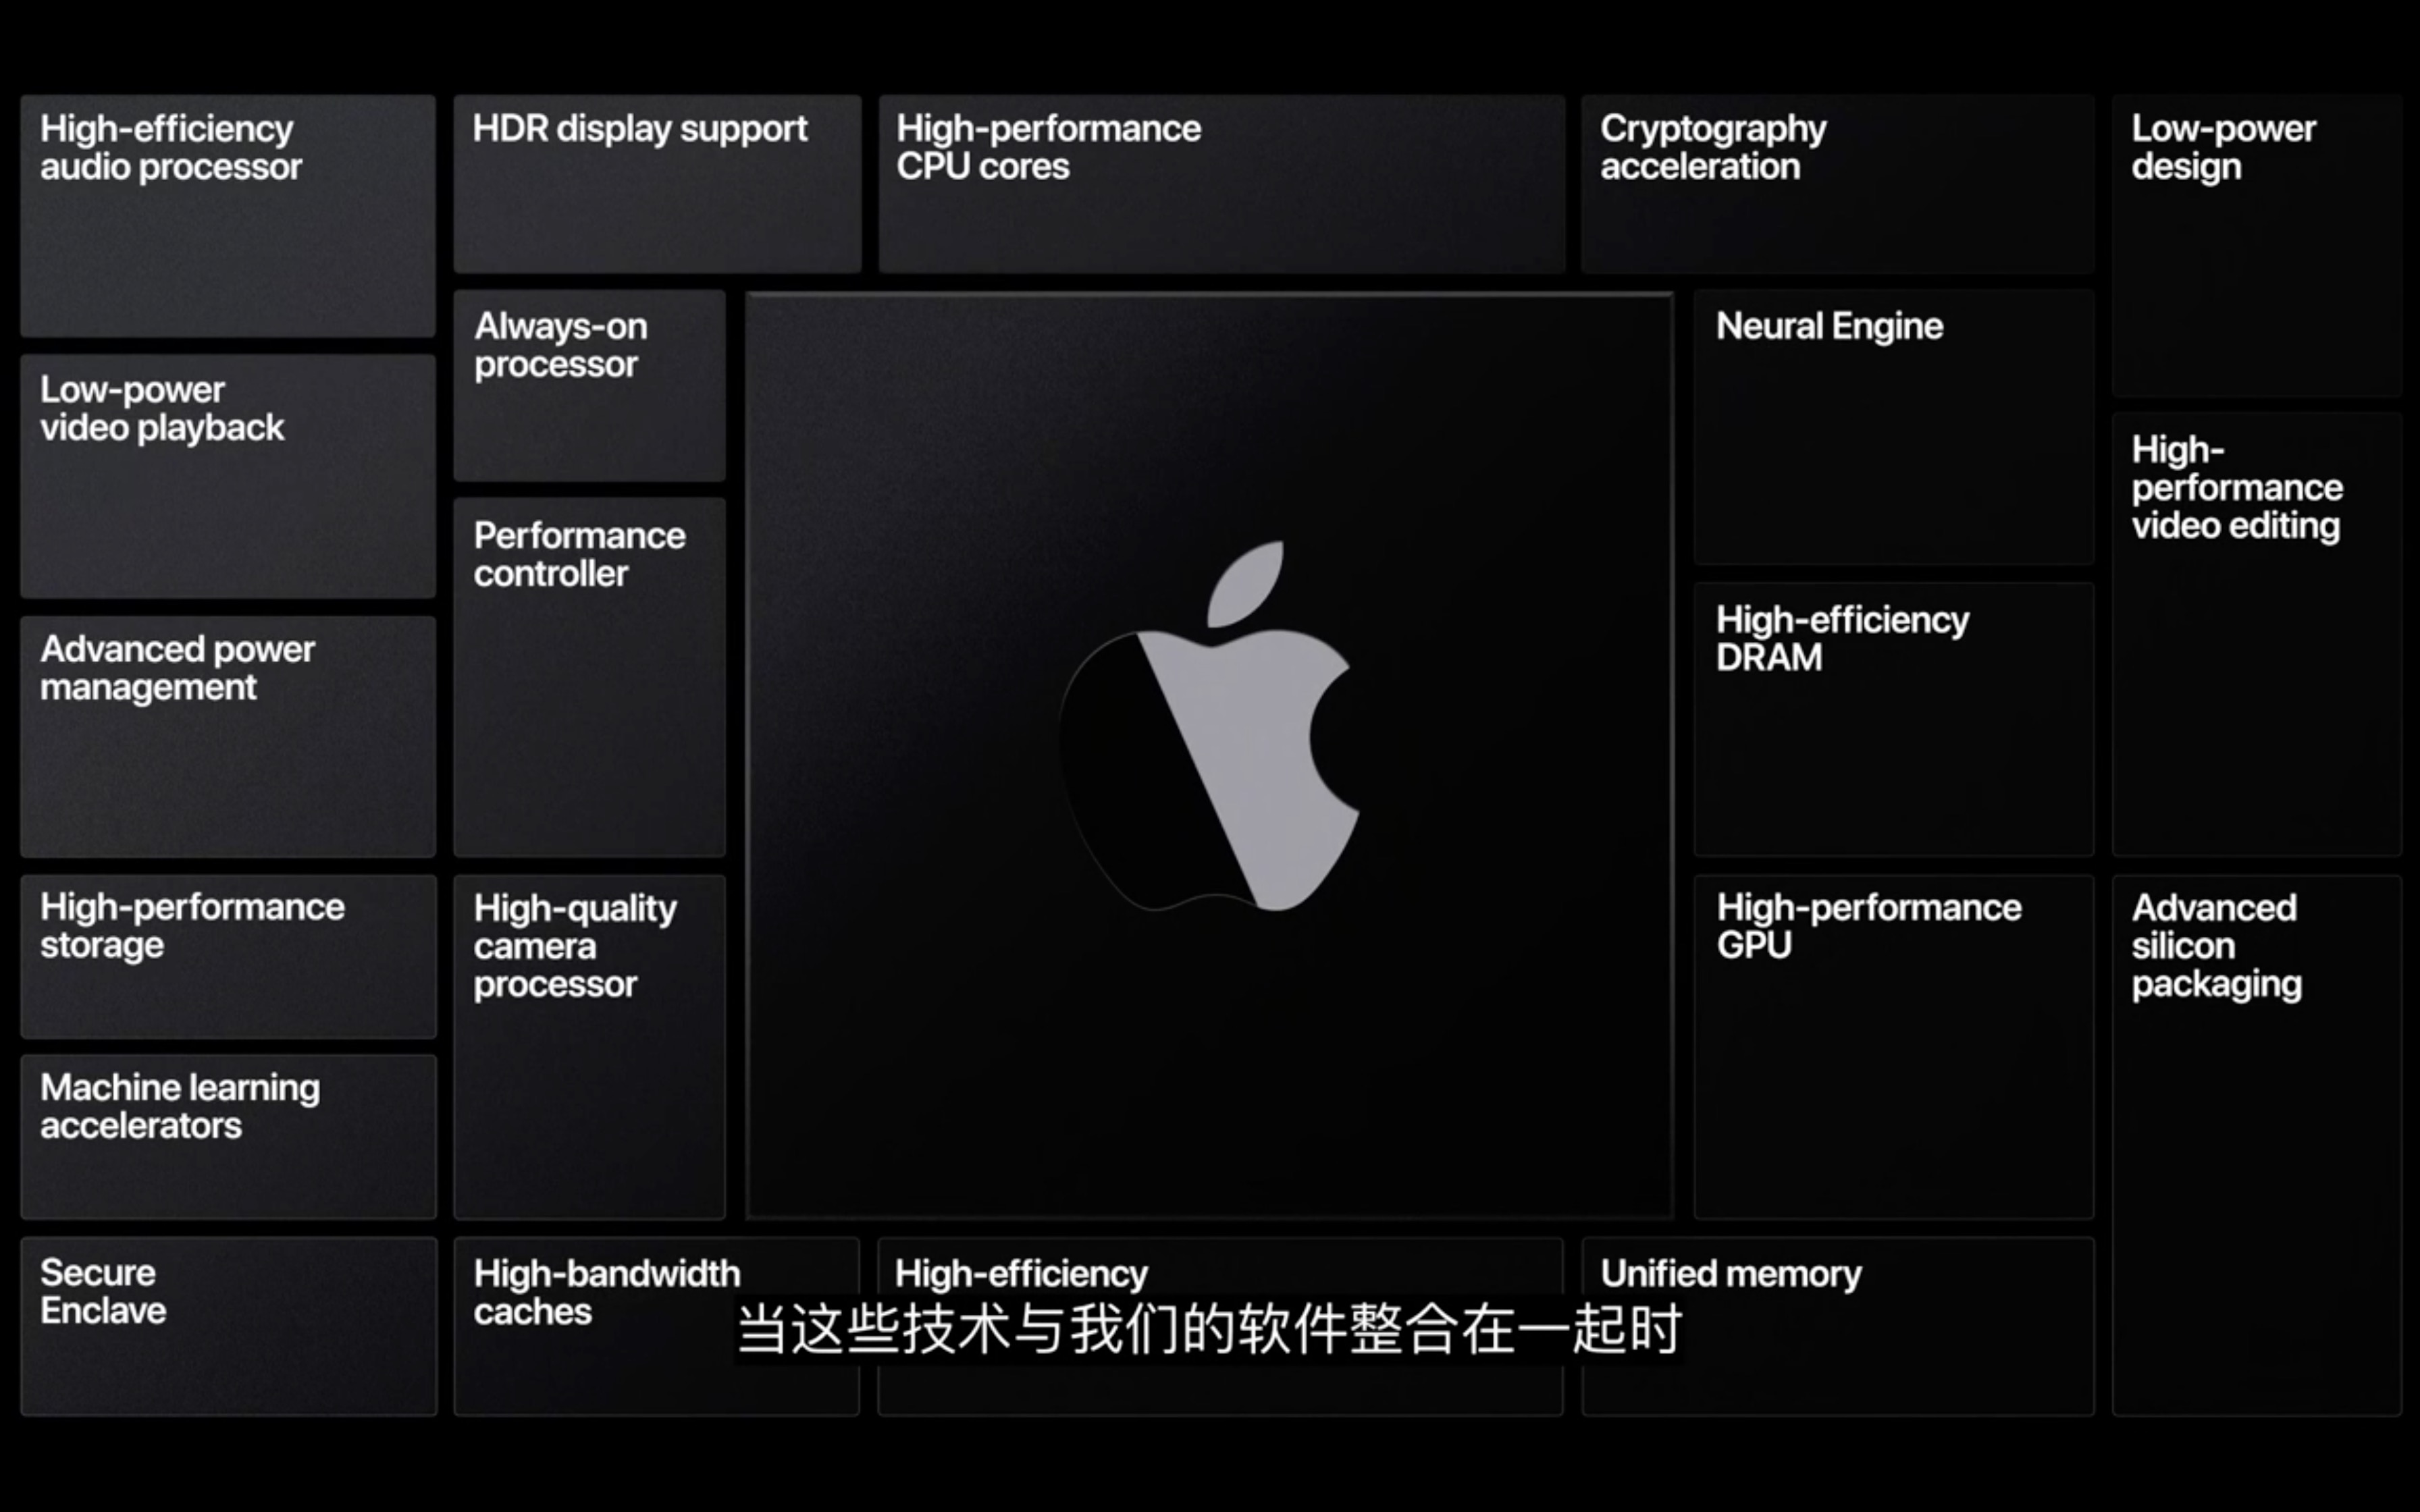 High-efficiency
audio processor
HDR display support
High-performance
CPU cores
Cryptography
acceleration
Low-power
design
Always-on
processor
Neural Engine
Low-power
video playback
High-
performance
video editing
Performance
controller
High-efficiency
DRAM
Advanced power
management
High-performance
storage
High-quality
camera
processor
High-performance
GPU
Advanced
silicon
packaging
Machine learning
accelerators
Secure
Enclave
High-bandwidth
caches
High-efficiency
Unified memory
当这些技术与我们的软件整合在一起时